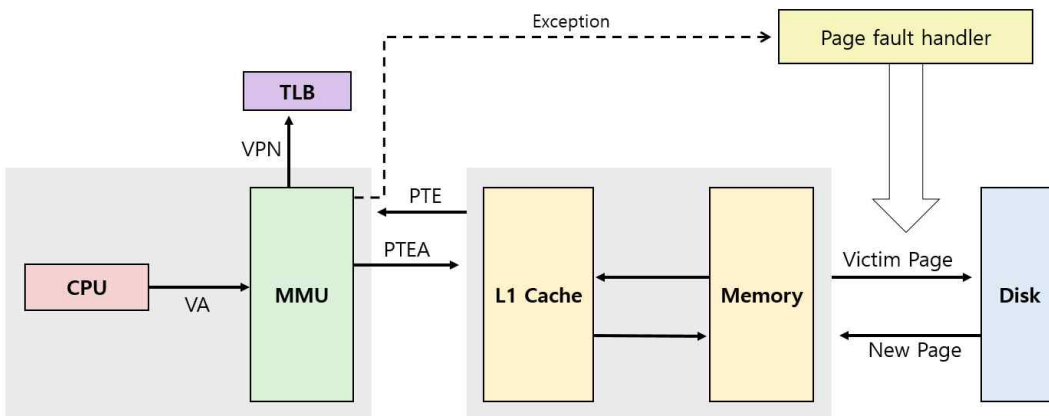 Exception
Page fault handler
TLB
VPN
PTE
PTEA
CPU
VA
MMU
L1 Cache
Memory
Victim Page
New Page
Disk